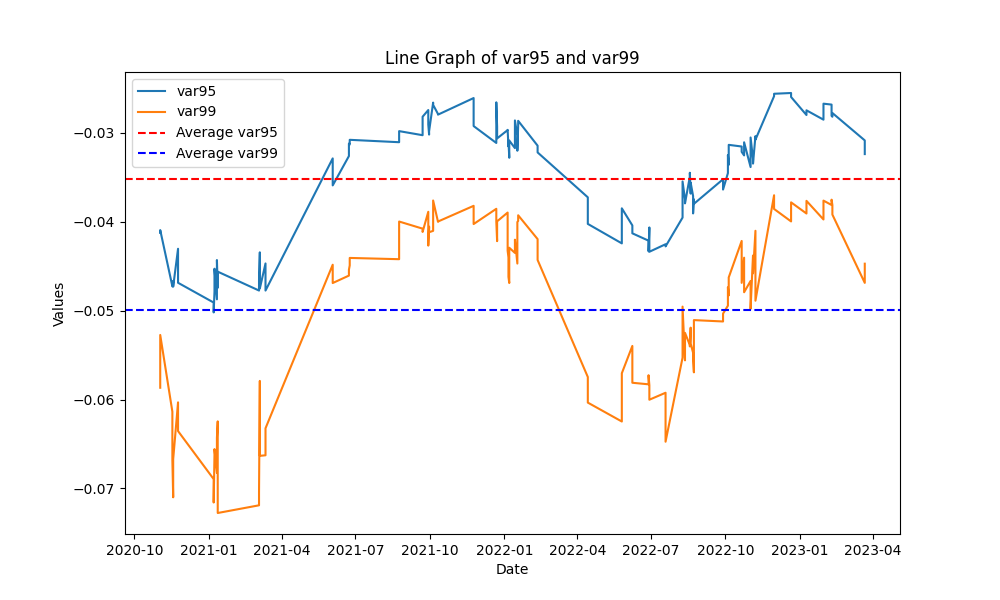 Line Graph of var95 and var99
var95
var99
Average var95
Average var99
Values
−0.03
−0.04
−0.05
−0.06
−0.07
2020-10 2021-01 2021-04 2021-07 2021-10 2022-01 2022-04 2022-07 2022-10 2023-01 2023-04
Date